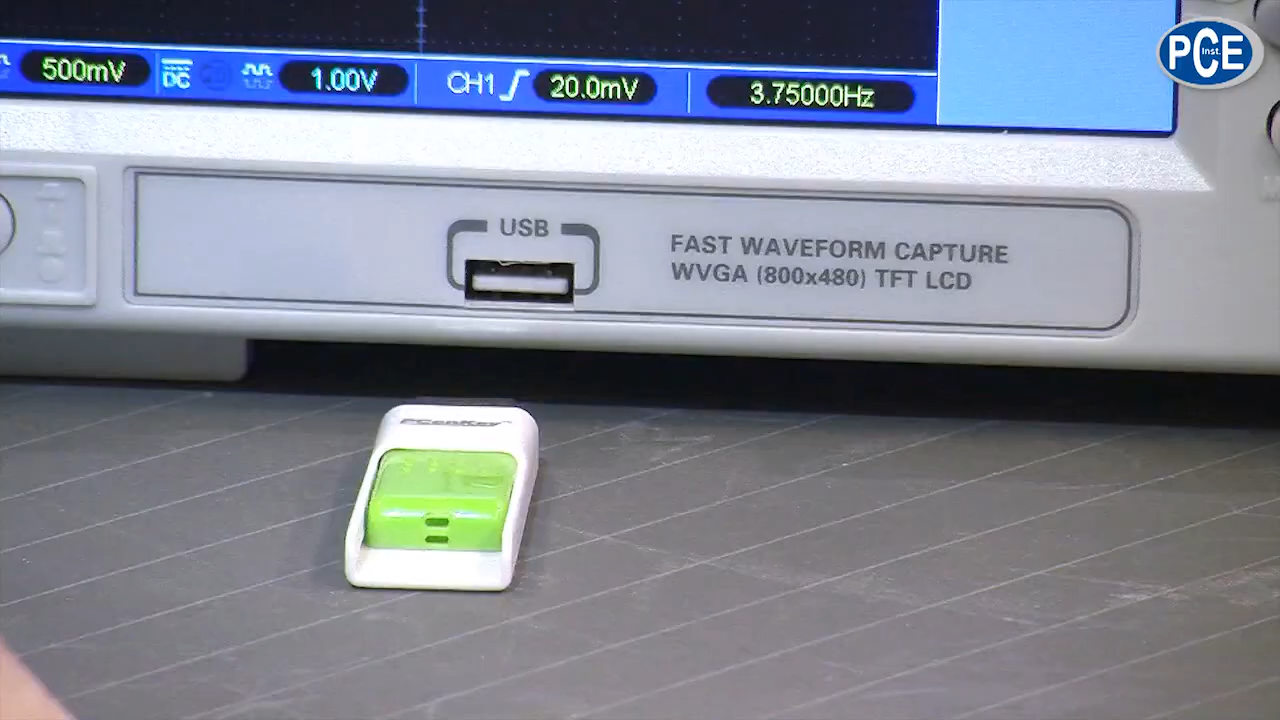 500mV DC 1.00V CH1 20.0mV 3.75000Hz
PCE
Inst.
USB
FAST WAVEFORM CAPTURE
WVGA (800x480) TFT LCD